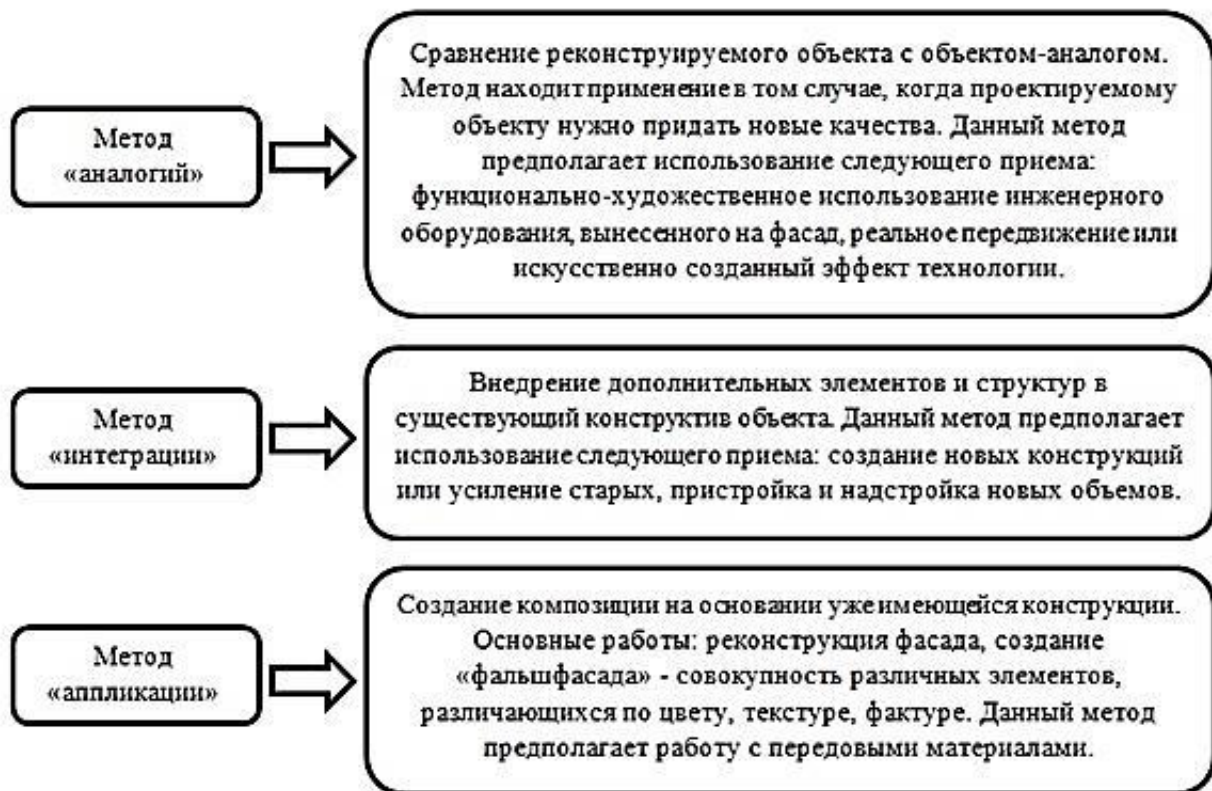 Метод
«аналогий»
Сравнение реконструируемого объекта с объектом-аналогом.
Метод находит применение в том случае, когда проектируемому
объекту нужно придать новые качества. Данный метод
предполагает использование следующего приема:
функционально-художественное использование инженерного
оборудования, вынесенного на фасад, реальное передвижение или
искусственно созданный эффект технологии.
Метод
«интеграции»
Внедрение дополнительных элементов и структур в
существующий конструктив объекта. Данный метод предполагает
использование следующего приема: создание новых конструкций
или усиление старых, пристройка и надстройка новых объемов.
Метод
«аппликации»
Создание композиции на основании уже имеющейся конструкции.
Основные работы: реконструкция фасада, создание
«фальшфасада» - совокупность различных элементов,
различающихся по цвету, текстуре, фактуре. Данный метод
предполагает работу с передовыми материалами.